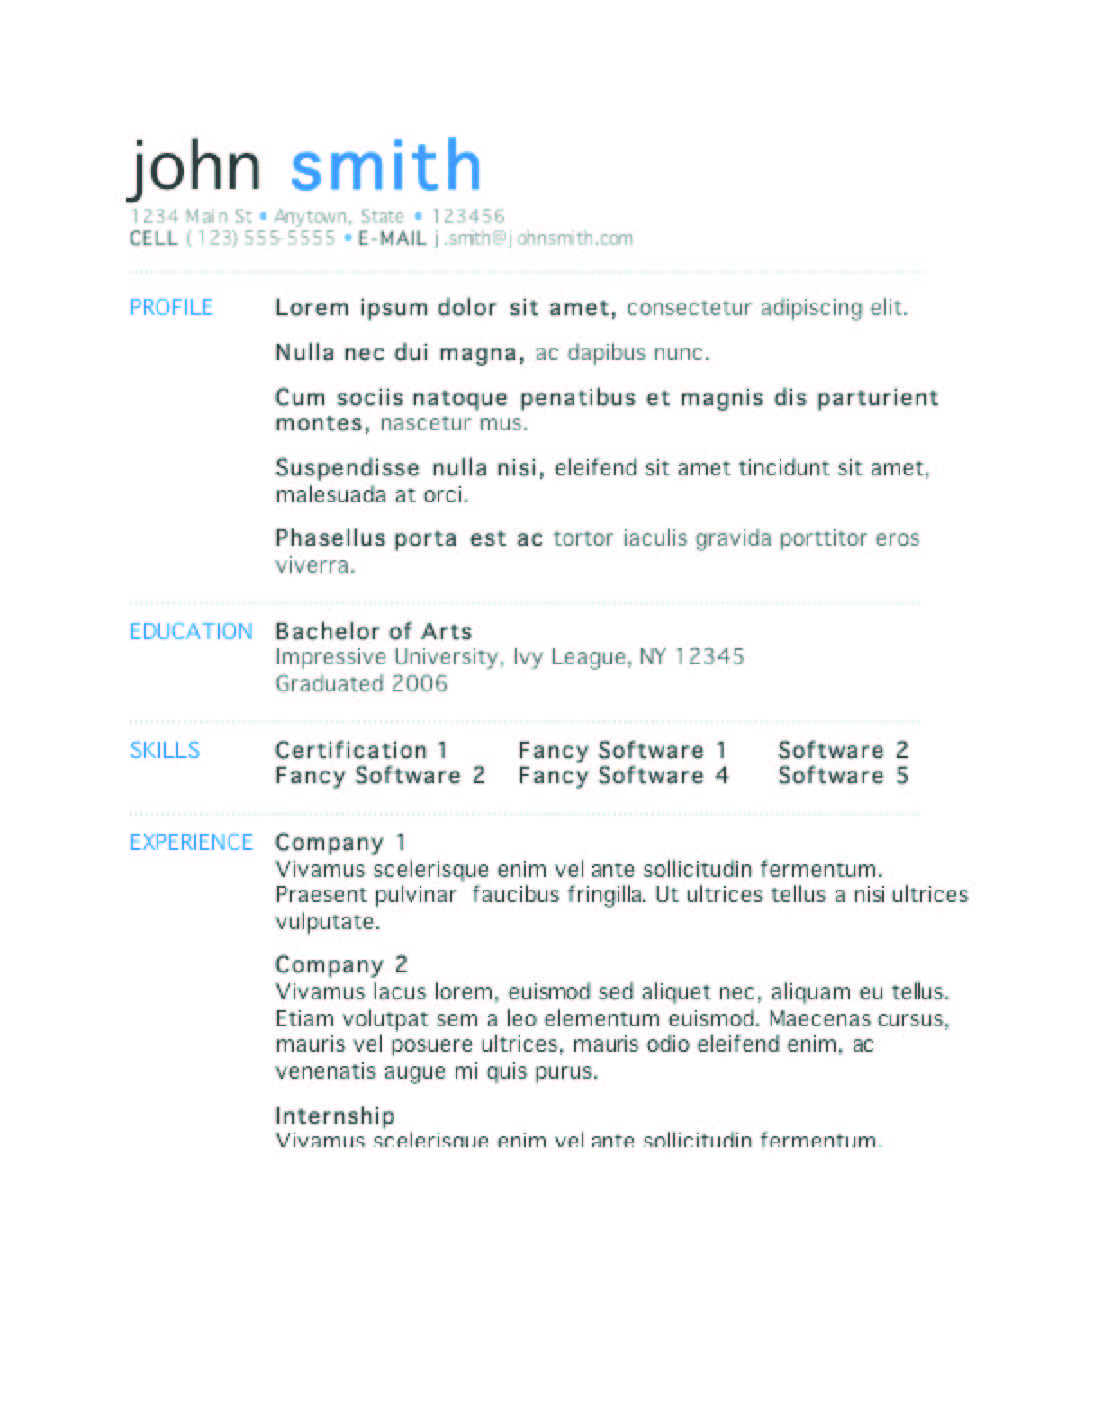 john smith
1234 Main St • Anytown, State • 123456
CELL (123) 555-5555 • E-MAIL j.smith@johnsmith.com
PROFILE Lorem ipsum dolor sit amet, consectetur adipiscing elit.
Nulla nec dui magna, ac dapibus nunc.
Cum sociis natoque penatibus et magnis dis parturient
montes, nascetur mus.
Suspendisse nulla nisi, eleifend sit amet tincidunt sit amet,
malesuada at orci.
Phasellus porta est ac tortor iaculis gravida porttitor eros
viverra.
EDUCATION Bachelor of Arts
Impressive University, Ivy League, NY 12345
Graduated 2006
SKILLS Certification 1 Fancy Software 1 Software 2
Fancy Software 2 Fancy Software 4 Software 5
EXPERIENCE Company 1
Vivamus scelerisque enim vel ante sollicitudin fermentum.
Praesent pulvinar faucibus fringilla. Ut ultrices tellus a nisi ultrices
vulputate.
Company 2
Vivamus lacus lorem, euismod sed aliquet nec, aliquam eu tellus.
Etiam volutpat sem a leo elementum euismod. Maecenas cursus,
mauris vel posuere ultrices, mauris odio eleifend enim, ac
venenatis augue mi quis purus.
Internship
Vivamus scelerisque enim vel ante sollicitudin fermentum.